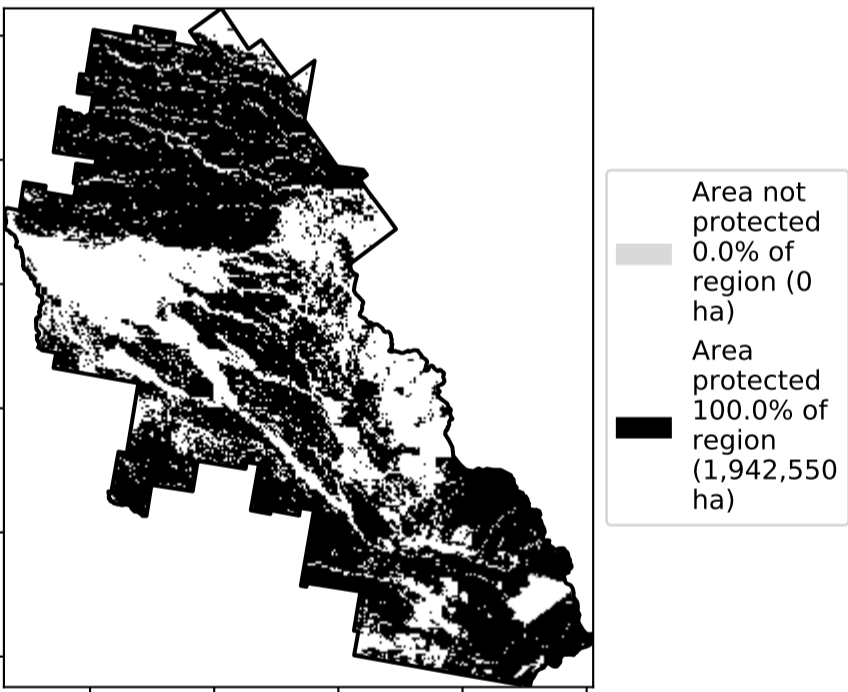 Area not
protected
0.0% of
region (0
ha)
Area
protected
100.0% of
region
(1,942,550
ha)